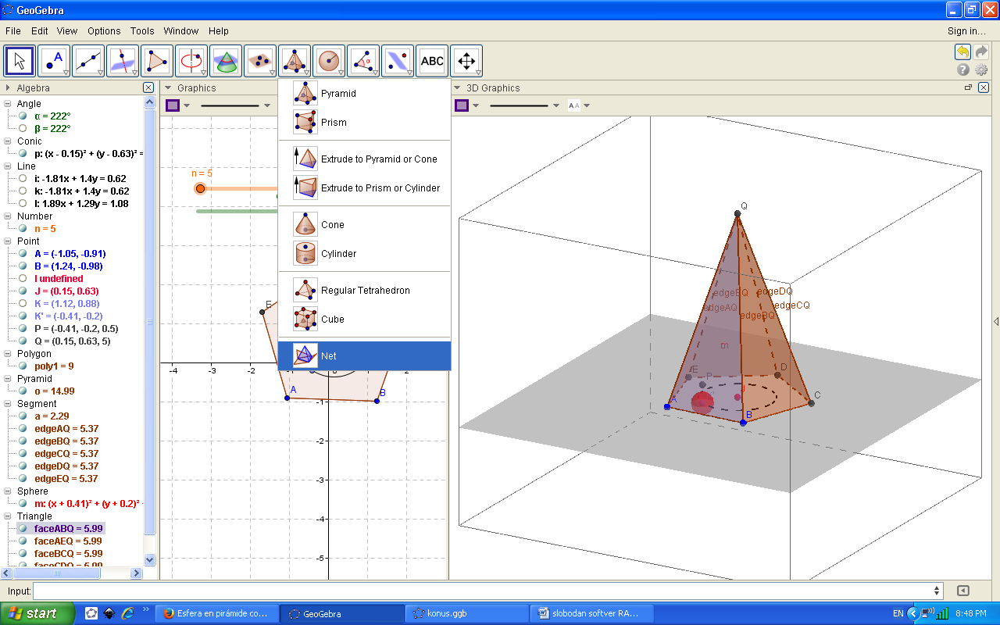 GeoGebra
File Edit View Options Tools Window Help
Sign in...
ABC
Algebra
Graphics
3D Graphics
A A
Angle
α = 222°
β = 222°
Conic
p: (x - 0.15)² + (y - 0.63)² =
Line
i: -1.81x + 1.4y = 0.62
k: -1.81x + 1.4y = 0.62
l: 1.89x + 1.29y = 1.08
Number
n = 5
Point
A = (-1.05, -0.91)
B = (1.24, -0.98)
I undefined
J = (0.15, 0.63)
K = (1.12, 0.88)
K' = (-0.41, -0.2)
P = (-0.41, -0.2, 0.5)
Q = (0.15, 0.63, 5)
Polygon
poly1 = 9
Pyramid
o = 14.99
Segment
a = 2.29
edgeAQ = 5.37
edgeBQ = 5.37
edgeCQ = 5.37
edgeDQ = 5.37
edgeEQ = 5.37
Sphere
m: (x + 0.41)² + (y + 0.2)² -
Triangle
faceABQ = 5.99
faceAEQ = 5.99
faceBCQ = 5.99
faceCDQ = 5.99
n = 5
E
-4 -3 -2 2
A
B
-1
-2
-3
-4
-5
Pyramid
Prism
Extrude to Pyramid or Cone
Extrude to Prism or Cylinder
Cone
Cylinder
Regular Tetrahedron
Cube
Net
Q
edgeEQ
edgeDQ
edgeAQ
edgeCQ
edgeBQ
m
E
D
P
J
C
A
B
Input:
start
Esfera en pirámide co...
GeoGebra
konus.ggb
slobodan softver RA...
EN
8:48 PM